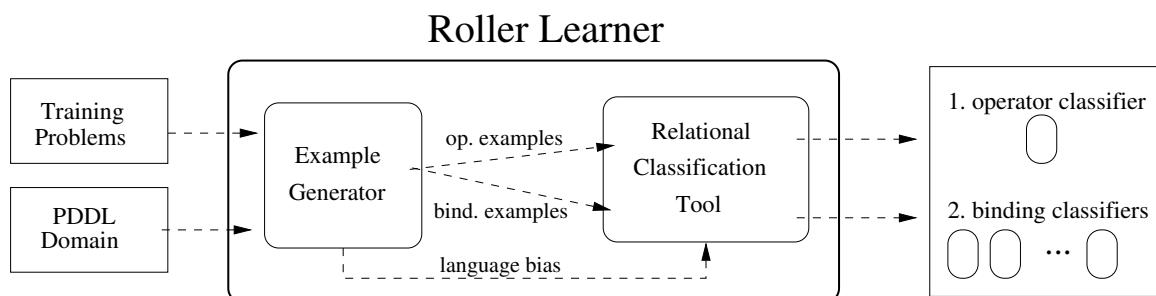 Roller Learner
Training
Problems
PDDL
Domain
Example
Generator
op. examples
bind. examples
language bias
Relational
Classification
Tool
1. operator classifier
2. binding classifiers
...